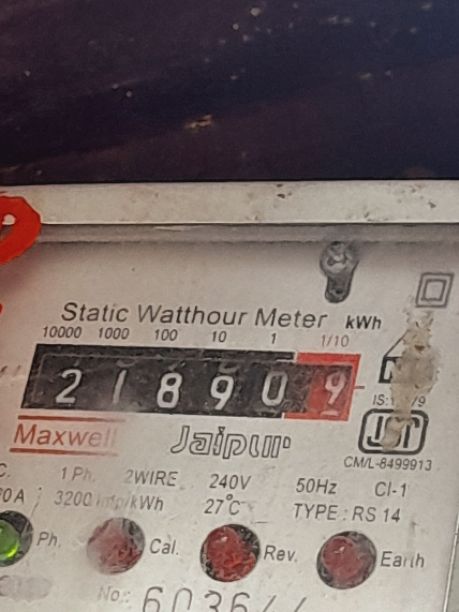 Static Watthour Meter kWh
10000 1000 100 10 1 1/10
2 1 8 9 0 9
Maxwell Jaipur
CM/L-8499913
1 Ph. 2WIRE 240V 50Hz Cl-1
3200 imp/kWh 27°C TYPE : RS 14
Ph. Cal. Rev. Earth
No.: 6036